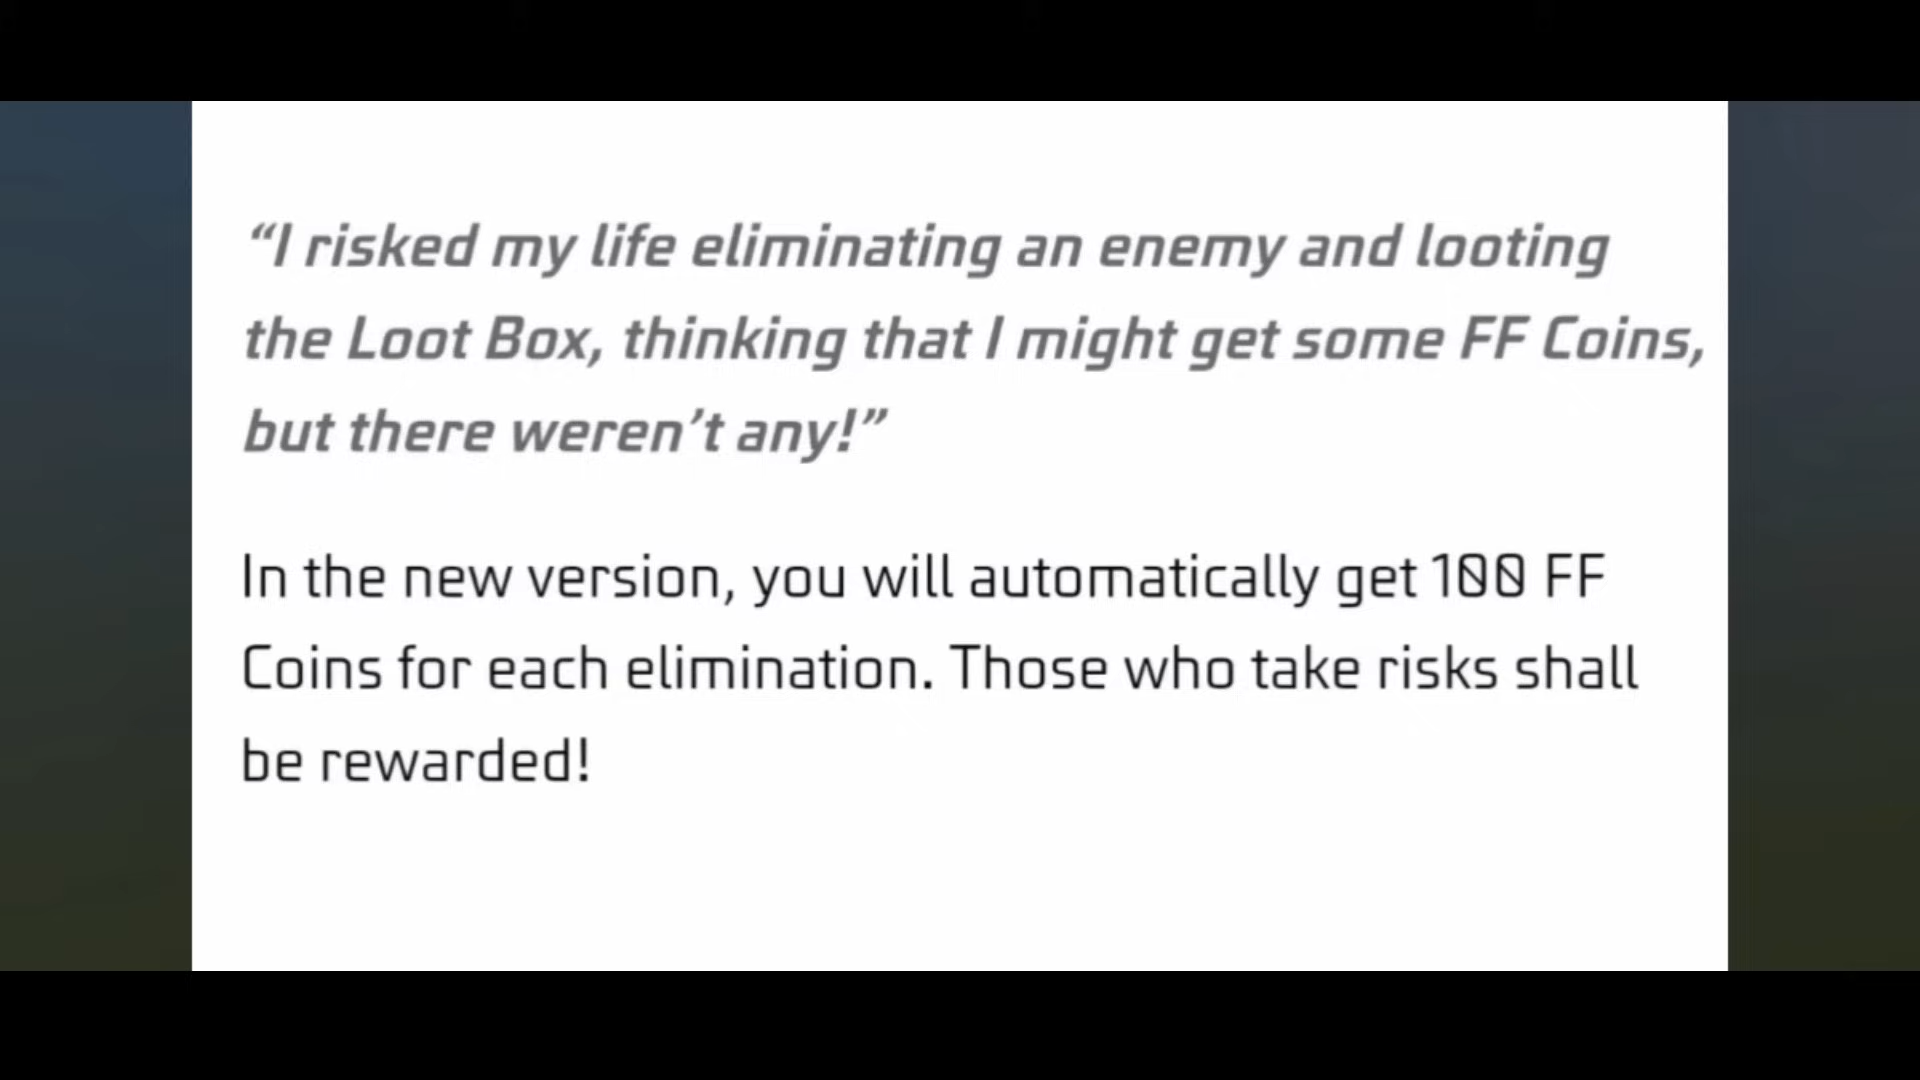 “I risked my life eliminating an enemy and looting
the Loot Box, thinking that I might get some FF Coins,
but there weren’t any!”
In the new version, you will automatically get 100 FF
Coins for each elimination. Those who take risks shall
be rewarded!